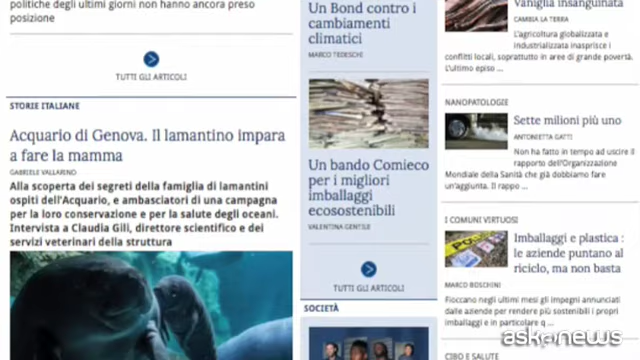 politiche degli ultimi giorni non hanno ancora preso
posizione
TUTTI GLI ARTICOLI
STORIE ITALIANE
Acquario di Genova. Il lamantino impara
a fare la mamma
GABRIELE VALLARINO
Alla scoperta dei segreti della famiglia di lamantini
ospiti dell'Acquario, e ambasciatori di una campagna
per la loro conservazione e per la salute degli oceani.
Intervista a Claudia Gili, direttore scientifico e dei
servizi veterinari della struttura
Un Bond contro i
cambiamenti
climatici
MARCO TEDESCHI
Un bando Comieco
per i migliori
imballaggi
ecosostenibili
VALENTINA GENTILE
TUTTI GLI ARTICOLI
SOCIETÀ
Vaniglia insanguinata
CAMBIA LA TERRA
L'agricoltura globalizzata e
industrializzata inasprisce i
conflitti locali, soprattutto in aree di grande povertà.
L'ultimo episo ...
NANOPATOLOGIE
Sette milioni più uno
ANTONIETTA GATTI
Non ha fatto in tempo ad uscire il
rapporto dell'Organizzazione
Mondiale della Sanità che già dobbiamo fare
un'aggiunta. Il rappo ...
I COMUNI VIRTUOSI
Imballaggi e plastica :
le aziende puntano al
riciclo, ma non basta
MARCO BOSCHINI
Fioccano negli ultimi mesi gli impegni annunciati
dalle aziende per rendere più sostenibili i propri
imballaggi e in particolare q ...
askanews
CIBO E SALUTE